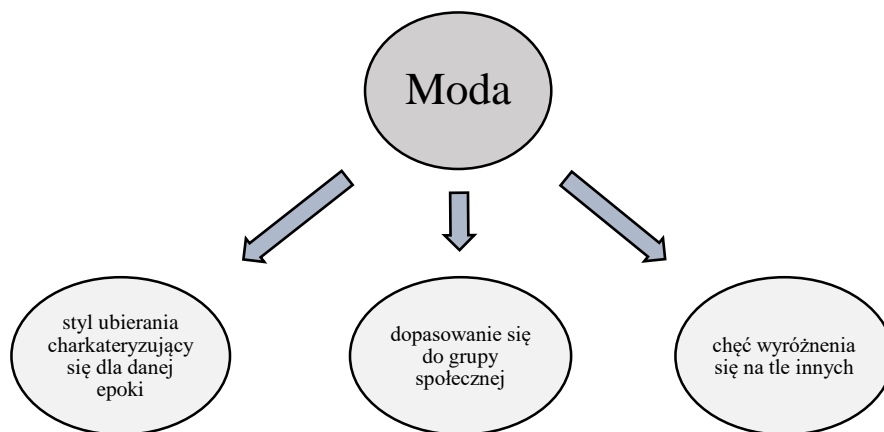 Moda
styl ubierania
charkateryzujący
się dla danej
epoki
dopasowanie się
do grupy
społecznej
chęć wyróżnenia
się na tle innych